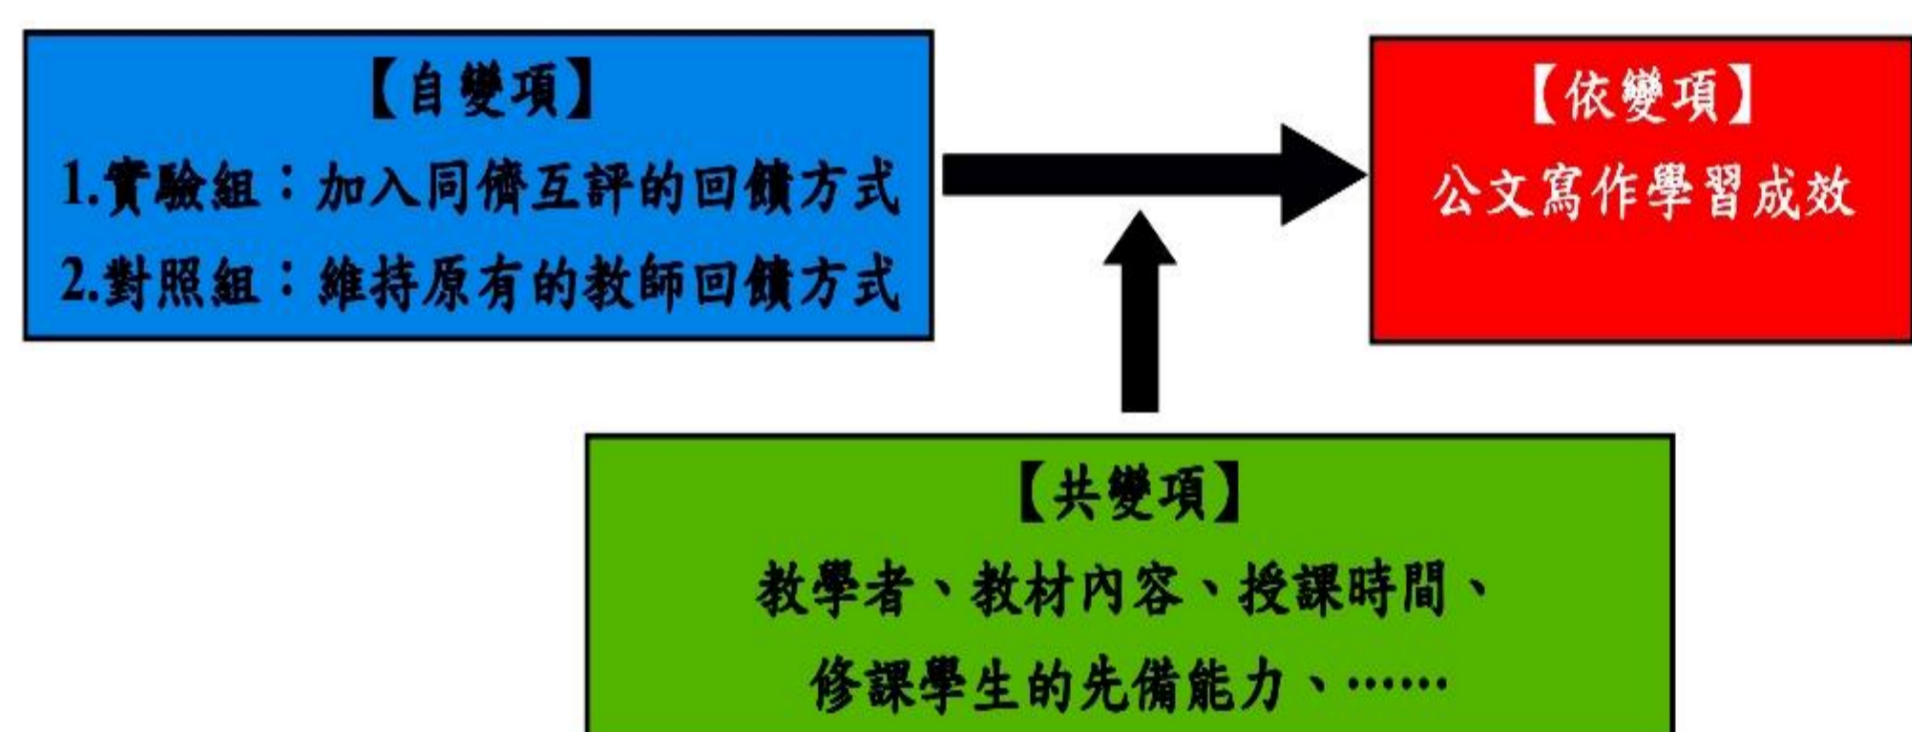 【自變項】
1.實驗組：加入同儕互評的回饋方式
2.對照組：維持原有的教師回饋方式
【依變項】
公文寫作學習成效
【共變項】
教學者、教材內容、授課時間、
修課學生的先備能力、⋯⋯